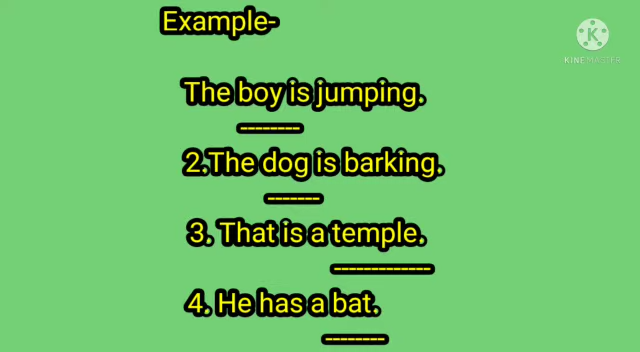 Example-
K
KINEMASTER
The boy is jumping.
--------
2.The dog is barking.
-------
3. That is a temple.
-------------
4. He has a bat.
--------